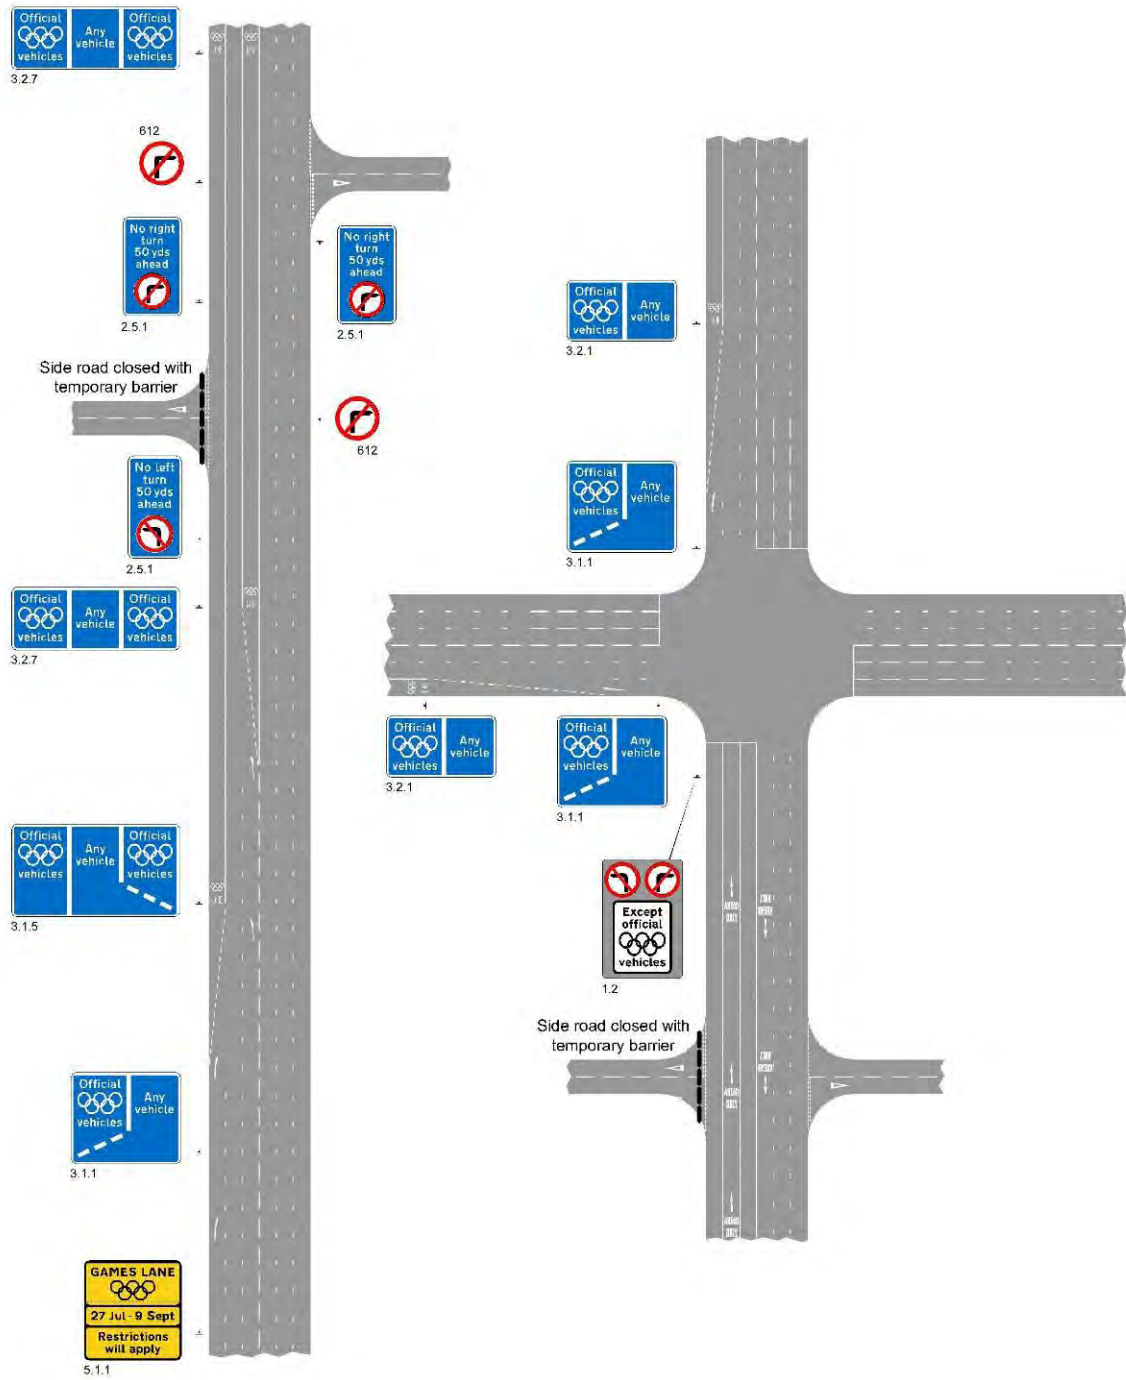 Official
vehicles
Any
vehicle
Official
vehicles
3.2.7
612
No right
turn
50 yds
ahead
2.5.1
No right
turn
50 yds
ahead
2.5.1
Side road closed with
temporary barrier
612
No left
turn
50 yds
ahead
2.5.1
Official
vehicles
Any
vehicle
Official
vehicles
3.2.7
Official
vehicles
Any
vehicle
Official
vehicles
3.1.5
Official
vehicles
Any
vehicle
3.1.1
GAMES LANE
27 Jul - 9 Sept
Restrictions
will apply
5.1.1
Official
vehicles
Any
vehicle
3.2.1
Official
vehicles
Any
vehicle
3.1.1
Official
vehicles
Any
vehicle
3.2.1
Official
vehicles
Any
vehicle
3.1.1
Except
official
vehicles
1.2
AHEAD
ONLY
Side road closed with
temporary barrier
AHEAD
ONLY
AHEAD
ONLY